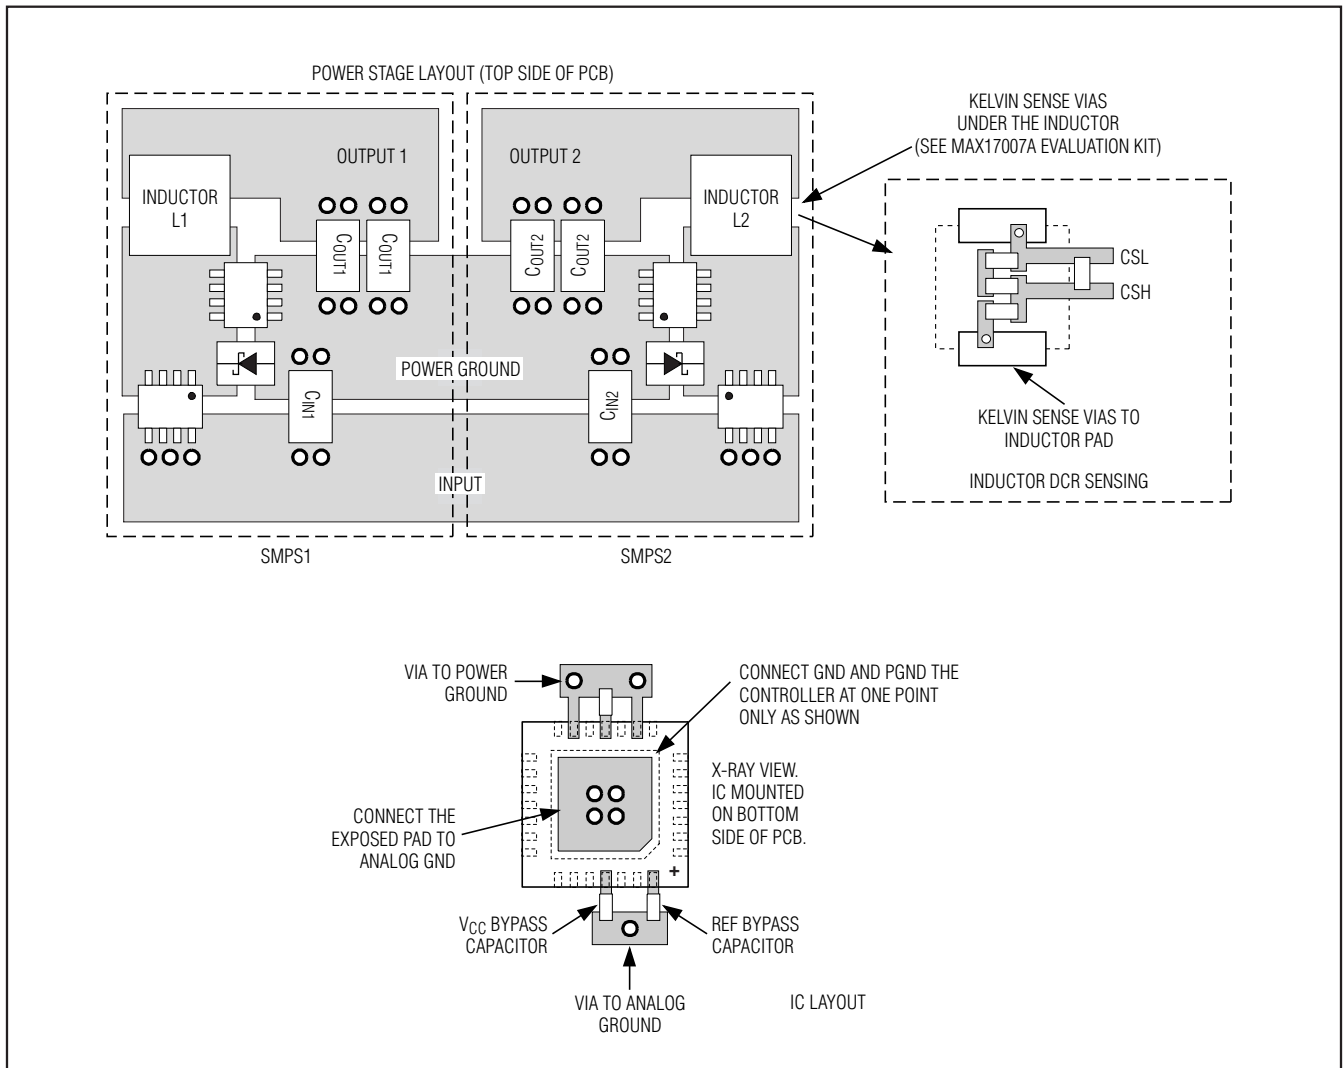 POWER STAGE LAYOUT (TOP SIDE OF PCB)
KELVIN SENSE VIAS
UNDER THE INDUCTOR
(SEE MAX17007A EVALUATION KIT)
OUTPUT 1
OUTPUT 2
INDUCTOR
L1
INDUCTOR
L2
COUT1
COUT1
COUT2
COUT2
CSL
CSH
POWER GROUND
CIN1
CIN2
KELVIN SENSE VIAS TO
INDUCTOR PAD
INPUT
INDUCTOR DCR SENSING
SMPS1
SMPS2
VIA TO POWER
GROUND
CONNECT GND AND PGND THE
CONTROLLER AT ONE POINT
ONLY AS SHOWN
X-RAY VIEW.
IC MOUNTED
ON BOTTOM
SIDE OF PCB.
CONNECT THE
EXPOSED PAD TO
ANALOG GND
+
VCC BYPASS
CAPACITOR
REF BYPASS
CAPACITOR
VIA TO ANALOG
GROUND
IC LAYOUT